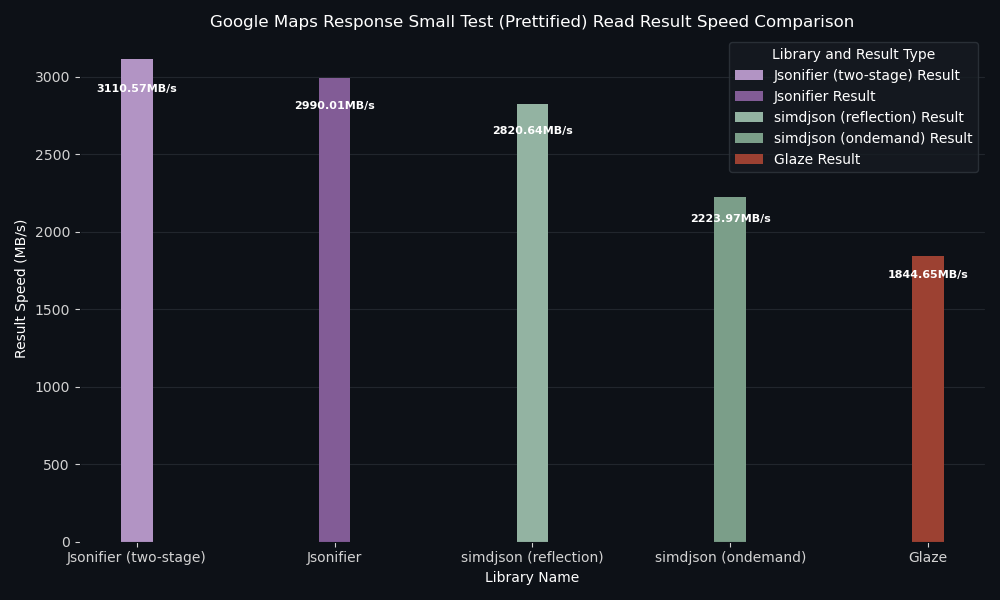 Google Maps Response Small Test (Prettified) Read Result Speed Comparison
Library and Result Type
Jsonifier (two-stage) Result
Jsonifier Result
simdjson (reflection) Result
simdjson (ondemand) Result
Glaze Result
Result Speed (MB/s)
3000
2500
2000
1500
1000
500
0
3110.57MB/s
2990.01MB/s
2820.64MB/s
2223.97MB/s
1844.65MB/s
Jsonifier (two-stage)
Jsonifier
simdjson (reflection)
simdjson (ondemand)
Glaze
Library Name